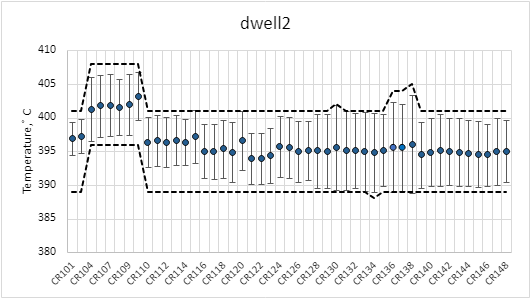 dwell2
410
405
400
395
390
385
380
Temperature,° C
CR101
CR104
CR107
CR109
CR110
CR112
CR114
CR116
CR118
CR120
CR122
CR124
CR126
CR128
CR130
CR132
CR134
CR136
CR138
CR140
CR142
CR144
CR146
CR148